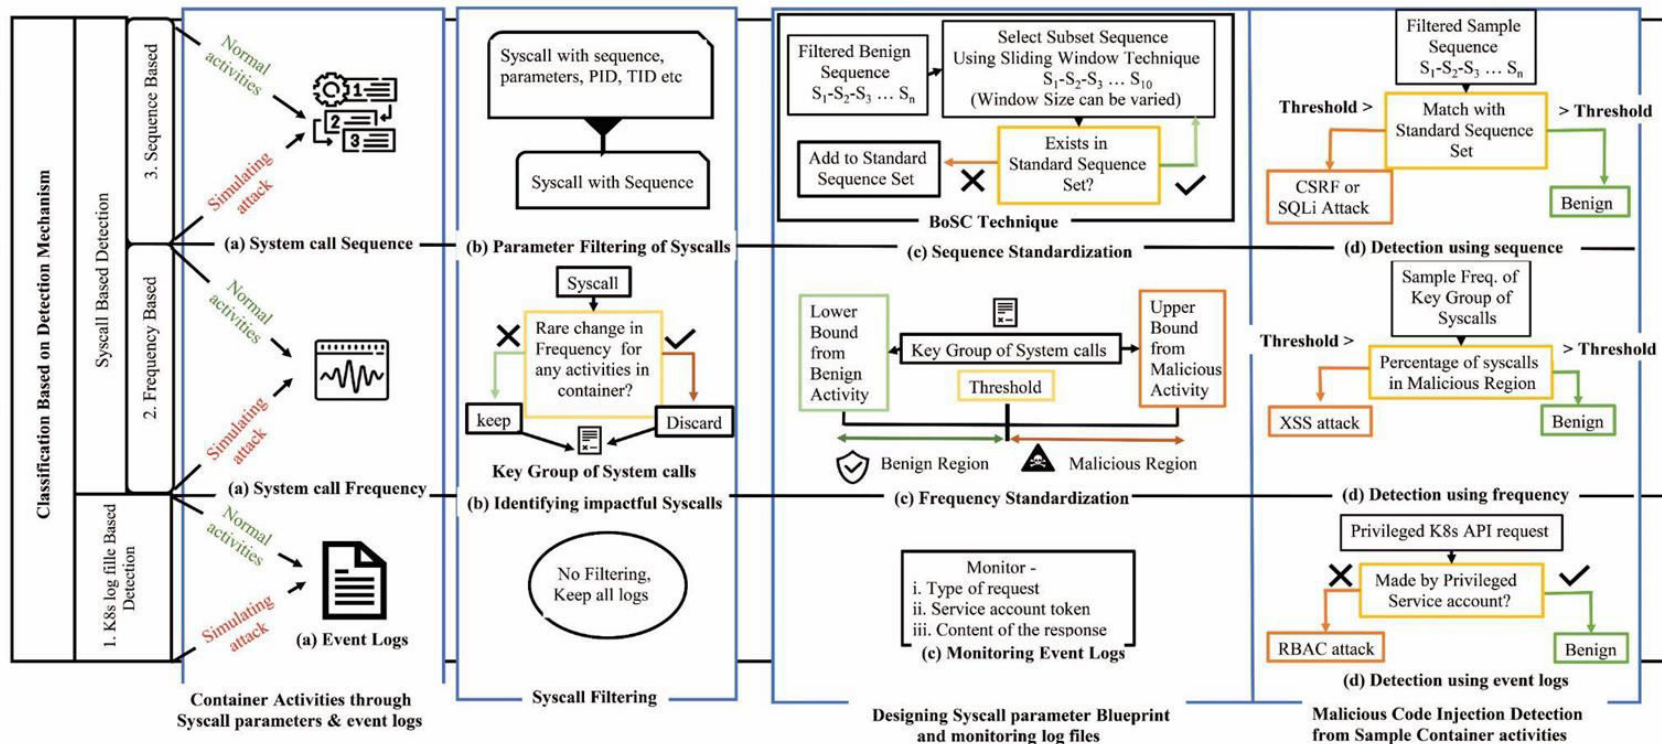 Classification Based on Detection Mechanism
Syscall Based Detection
3. Sequence Based
Normal
activities
Simulating
attack
1
2
3
(a) System call Sequence
Syscall with sequence,
parameters, PID, TID etc
Syscall with Sequence
(b) Parameter Filtering of Syscalls
Filtered Benign
Sequence
S₁-S₂-S₃ … Sₙ
Select Subset Sequence
Using Sliding Window Technique
S₁-S₂-S₃ … S₁₀
(Window Size can be varied)
Exists in
Standard Sequence
Set?
Add to Standard
Sequence Set
BoSC Technique
(c) Sequence Standardization
Filtered Sample
Sequence
S₁-S₂-S₃ … Sₙ
Threshold >
> Threshold
Match with
Standard Sequence
Set
CSRF or
SQLi Attack
Benign
(d) Detection using sequence
2. Frequency Based
Normal
activities
Simulating
attack
(a) System call Frequency
Syscall
Rare change in
Frequency for
any activities in
container?
keep
Discard
Key Group of System calls
(b) Identifying impactful Syscalls
Lower
Bound
from
Benign
Activity
Key Group of System calls
Threshold
Upper
Bound
from
Malicious
Activity
Benign Region
Malicious Region
(c) Frequency Standardization
Sample Freq. of
Key Group of
Syscalls
Threshold >
> Threshold
Percentage of syscalls
in Malicious Region
XSS attack
Benign
(d) Detection using frequency
1. K8s log fille Based
Detection
Normal
activities
Simulating
attack
(a) Event Logs
No Filtering,
Keep all logs
Monitor -
i. Type of request
ii. Service account token
iii. Content of the response
(c) Monitoring Event Logs
Privileged K8s API request
Made by Privileged
Service account?
RBAC attack
Benign
(d) Detection using event logs
Container Activities through
Syscall parameters & event logs
Syscall Filtering
Designing Syscall parameter Blueprint
and monitoring log files
Malicious Code Injection Detection
from Sample Container activities